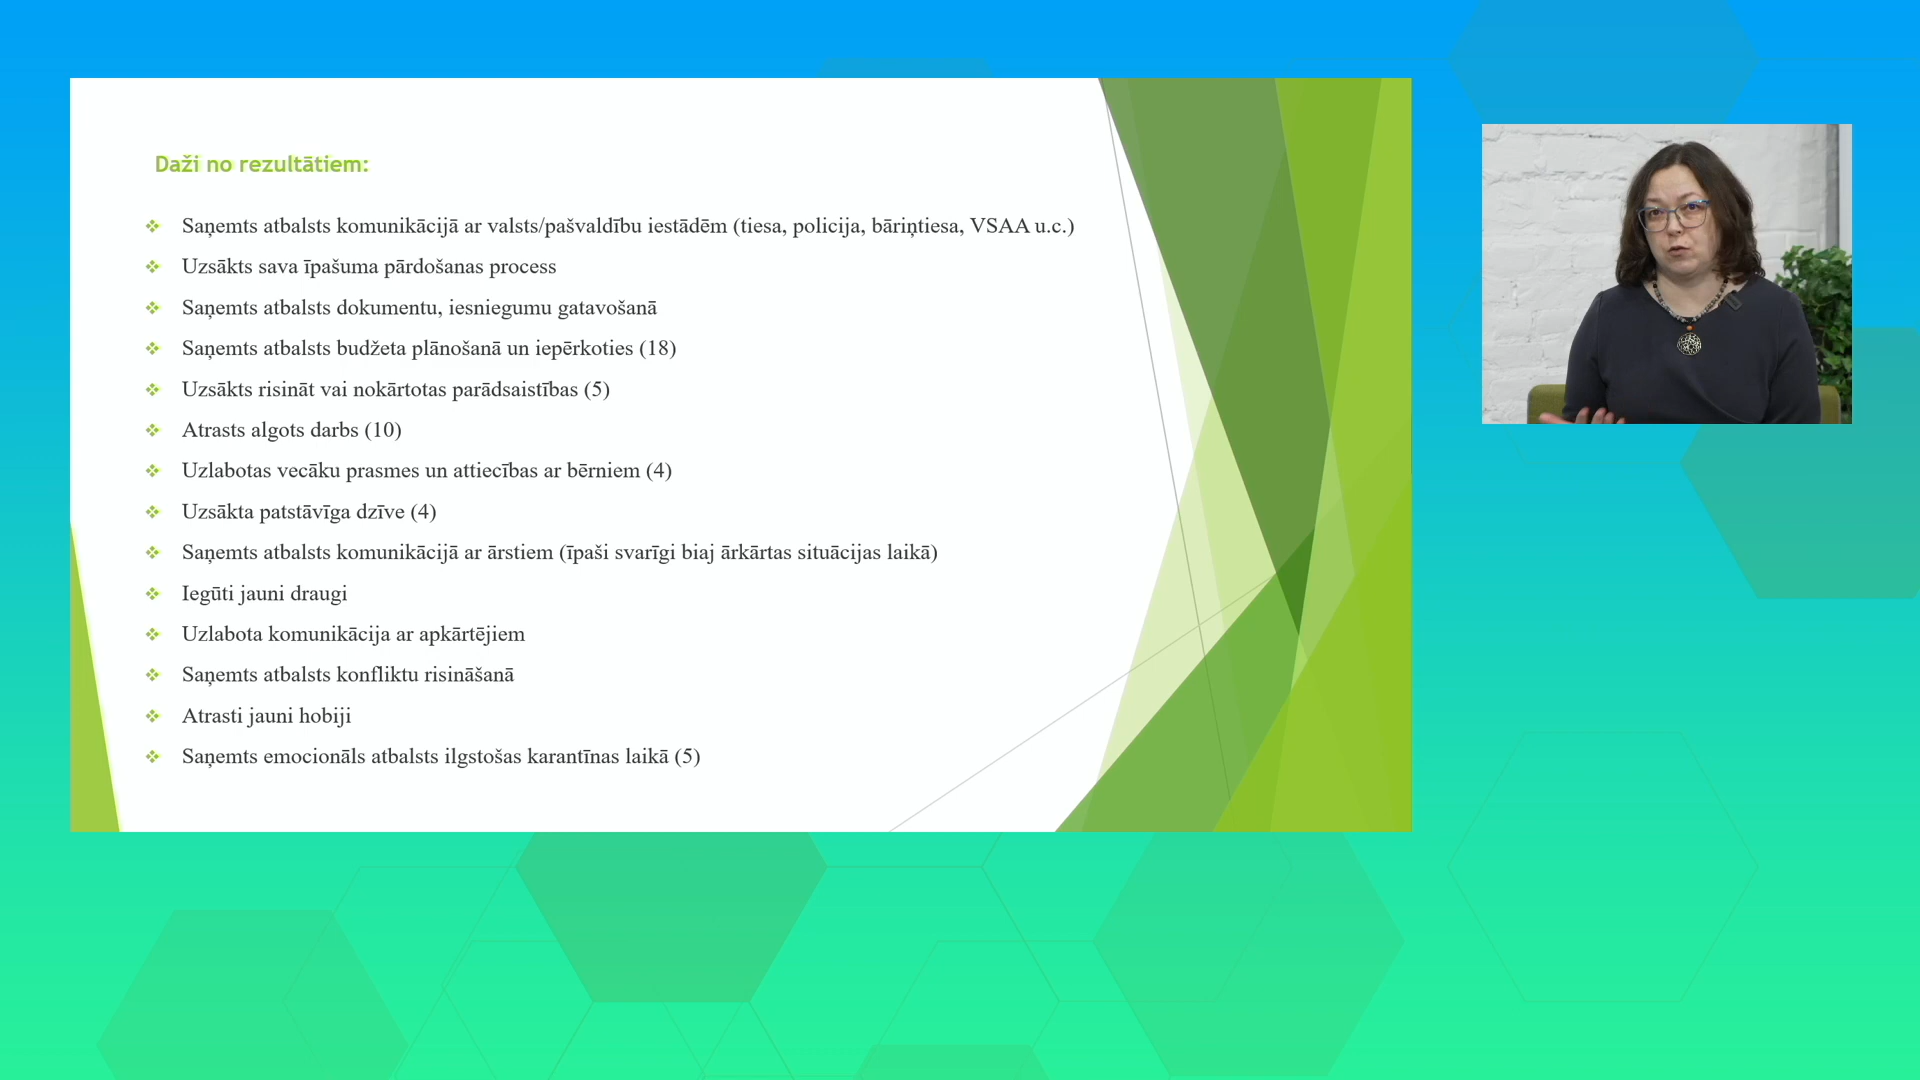 Daži no rezultātiem:
Saņemts atbalsts komunikācijā ar valsts/pašvaldību iestādēm (tiesa, policija, bāriņtiesa, VSAA u.c.)
Uzsākts sava īpašuma pārdošanas process
Saņemts atbalsts dokumentu, iesniegumu gatavošanā
Saņemts atbalsts budžeta plānošanā un iepērkoties (18)
Uzsākts risināt vai nokārtotas parādsaistības (5)
Atrasts algots darbs (10)
Uzlabotas vecāku prasmes un attiecības ar bērniem (4)
Uzsākta patstāvīga dzīve (4)
Saņemts atbalsts komunikācijā ar ārstiem (īpaši svarīgi biaj ārkārtas situācijas laikā)
Iegūti jauni draugi
Uzlabota komunikācija ar apkārtējiem
Saņemts atbalsts konfliktu risināšanā
Atrasti jauni hobiji
Saņemts emocionāls atbalsts ilgstošas karantīnas laikā (5)